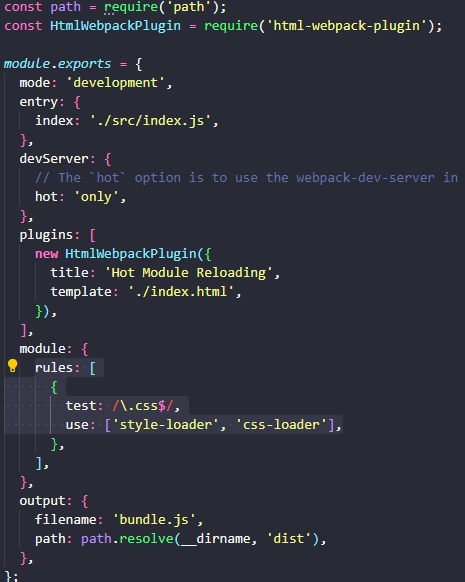 const path = require('path');
const HtmlWebpackPlugin = require('html-webpack-plugin');

module.exports = {
  mode: 'development',
  entry: {
    index: './src/index.js',
  },
  devServer: {
    // The `hot` option is to use the webpack-dev-server in
    hot: 'only',
  },
  plugins: [
    new HtmlWebpackPlugin({
      title: 'Hot Module Reloading',
      template: './index.html',
    }),
  ],
  module: {
    rules: [
      {
        test: /\.css$/,
        use: ['style-loader', 'css-loader'],
      },
    ],
  },
  output: {
    filename: 'bundle.js',
    path: path.resolve(__dirname, 'dist'),
  },
};